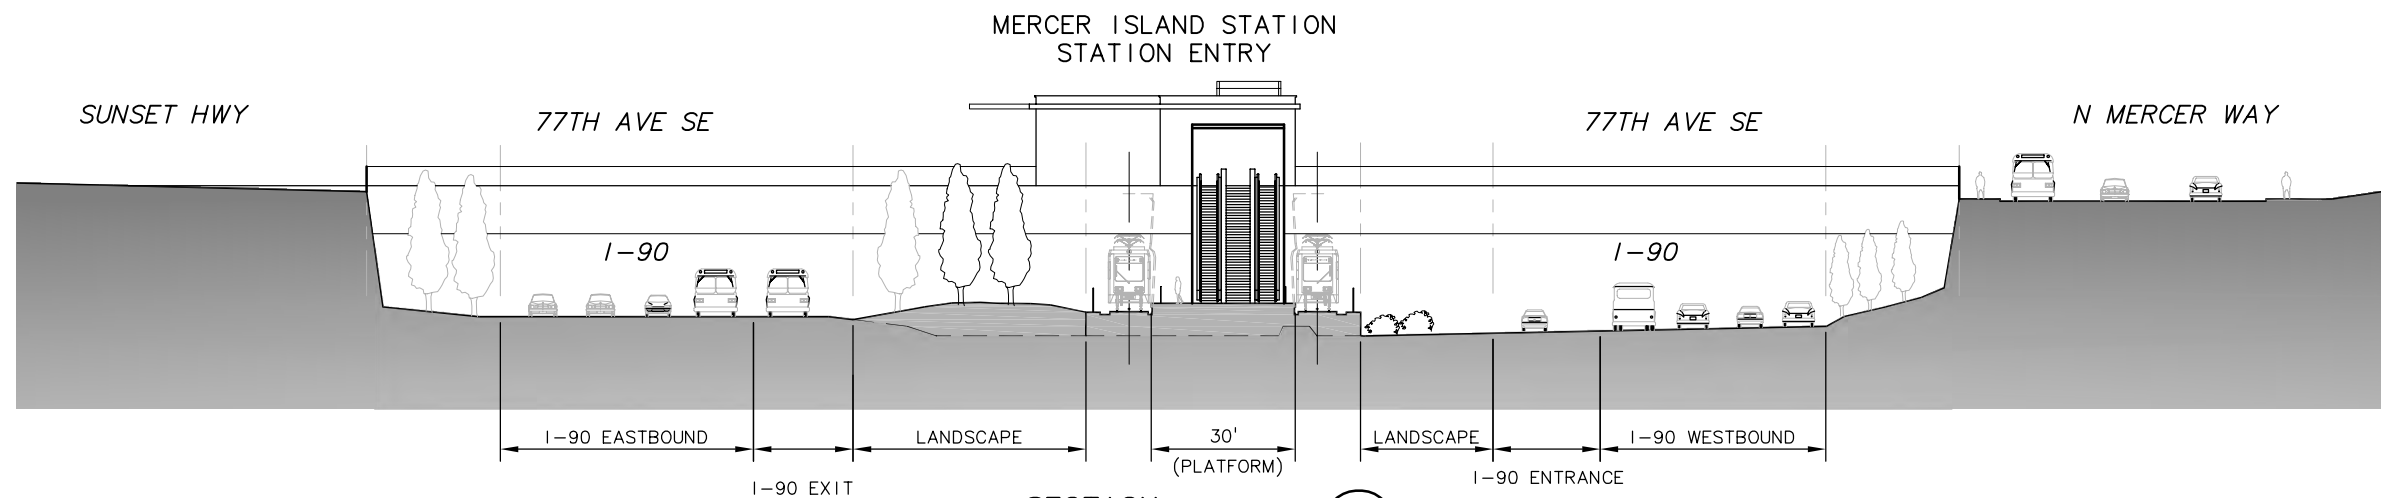 MERCER ISLAND STATION
STATION ENTRY
SUNSET HWY
77TH AVE SE
77TH AVE SE
N MERCER WAY
I-90
I-90
I-90 EASTBOUND
LANDSCAPE
30'
LANDSCAPE
I-90 WESTBOUND
(PLATFORM)
I-90 EXIT
I-90 ENTRANCE